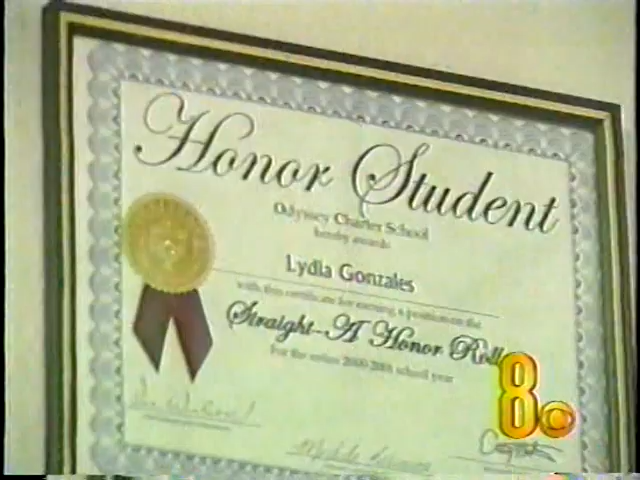 Honor Student
Odyssey Charter School
hereby awards
Lydia Gonzales
with this certificate for earning a position on the
Straight-A Honor Roll
For the entire 2000-2001 school year
8